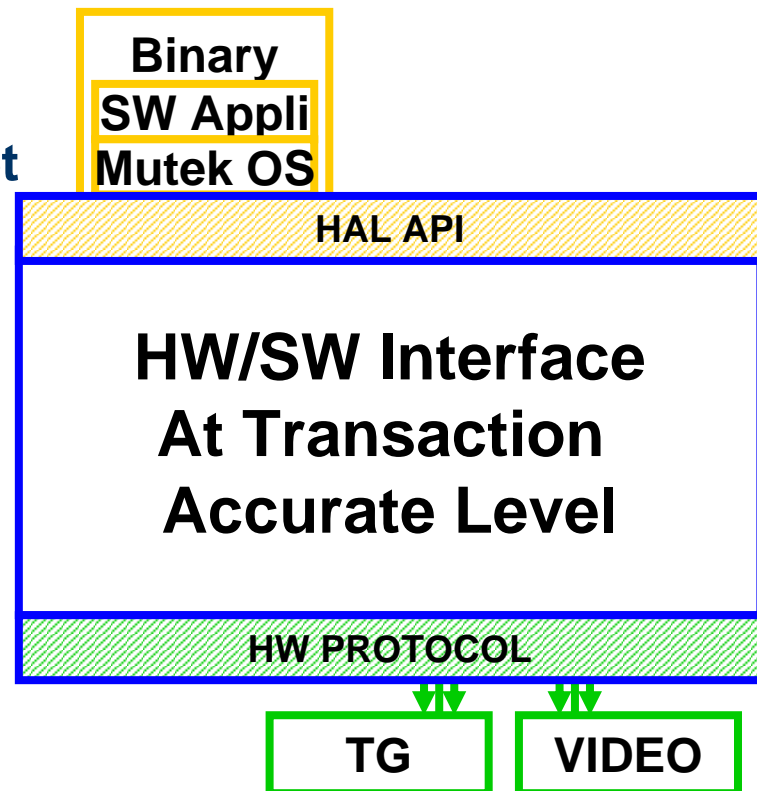 Binary
SW Appli
t
Mutek OS
HAL API
HW/SW Interface
At Transaction
Accurate Level
HW PROTOCOL
TG
VIDEO